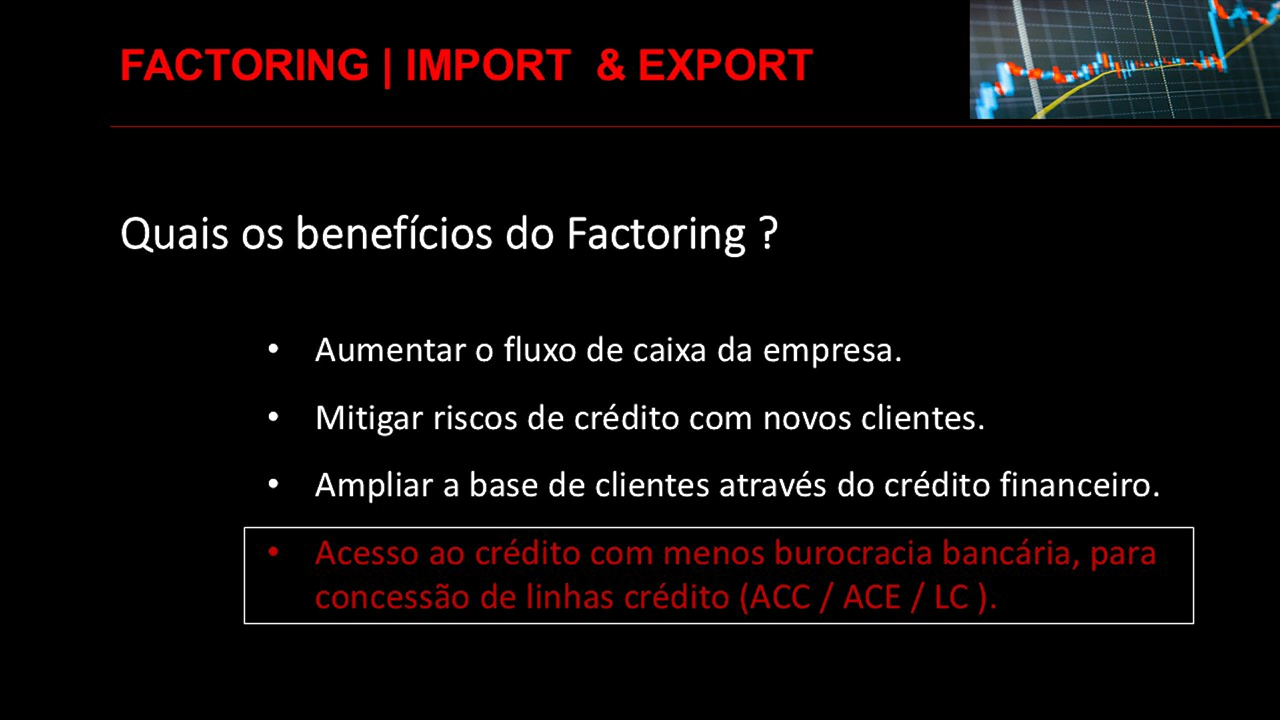 FACTORING | IMPORT & EXPORT
Quais os benefícios do Factoring ?
• Aumentar o fluxo de caixa da empresa.
• Mitigar riscos de crédito com novos clientes.
• Ampliar a base de clientes através do crédito financeiro.
• Acesso ao crédito com menos burocracia bancária, para
concessão de linhas crédito (ACC / ACE / LC ).